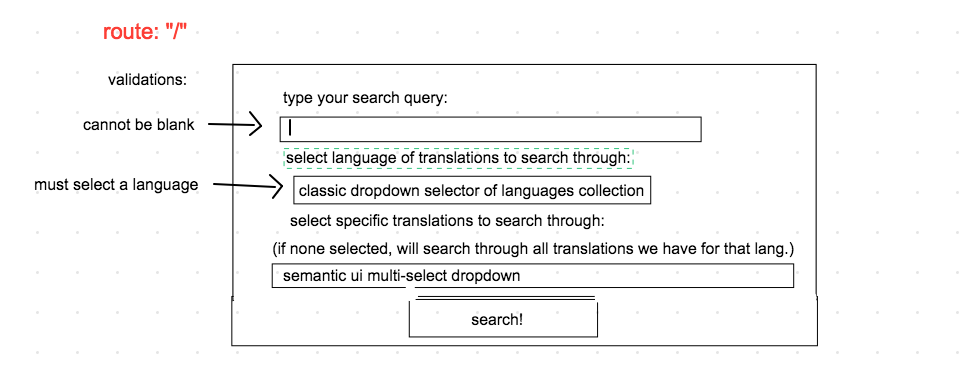 route: "/"
validations:
type your search query:
cannot be blank
select language of translations to search through:
must select a language
classic dropdown selector of languages collection
select specific translations to search through:
(if none selected, will search through all translations we have for that lang.)
semantic ui multi-select dropdown
search!